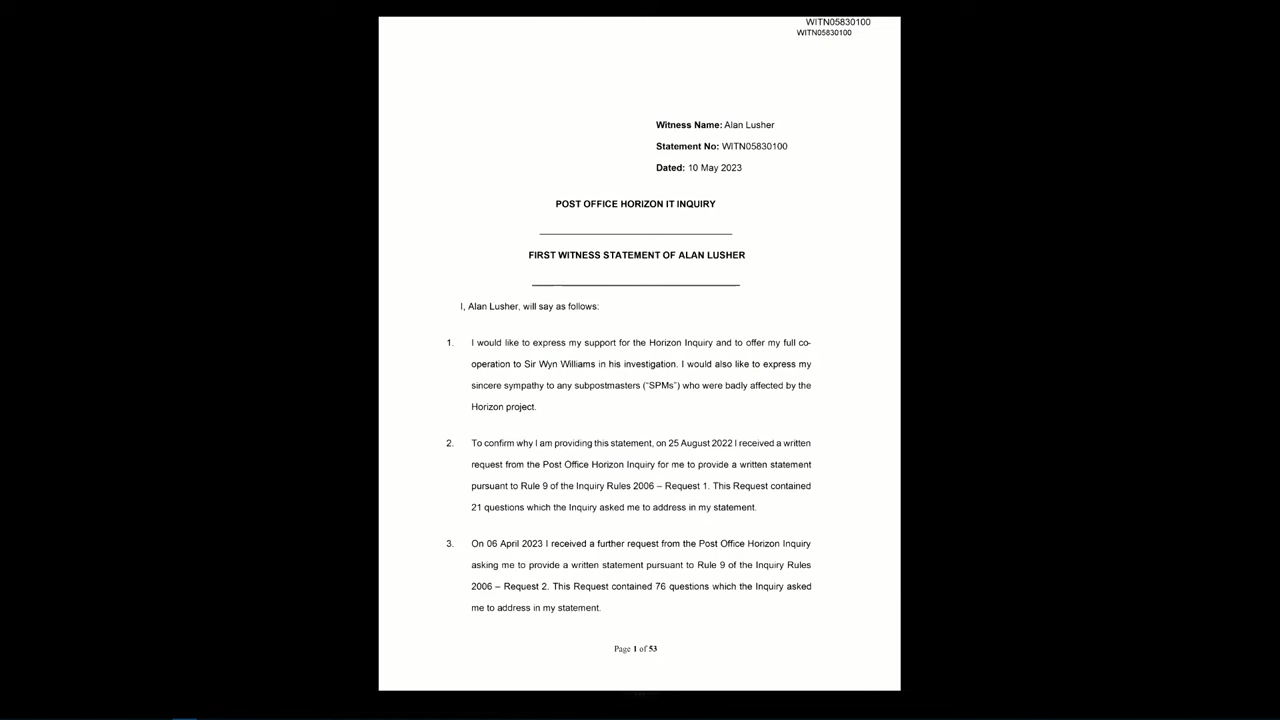 WITN05830100
WITN05830100
Witness Name: Alan Lusher
Statement No: WITN05830100
Dated: 10 May 2023
POST OFFICE HORIZON IT INQUIRY
FIRST WITNESS STATEMENT OF ALAN LUSHER
I, Alan Lusher, will say as follows:
1. I would like to express my support for the Horizon Inquiry and to offer my full co-
operation to Sir Wyn Williams in his investigation. I would also like to express my
sincere sympathy to any subpostmasters (“SPMs”) who were badly affected by the
Horizon project.
2. To confirm why I am providing this statement, on 25 August 2022 I received a written
request from the Post Office Horizon Inquiry for me to provide a written statement
pursuant to Rule 9 of the Inquiry Rules 2006 – Request 1. This Request contained
21 questions which the Inquiry asked me to address in my statement.
3. On 06 April 2023 I received a further request from the Post Office Horizon Inquiry
asking me to provide a written statement pursuant to Rule 9 of the Inquiry Rules
2006 – Request 2. This Request contained 76 questions which the Inquiry asked
me to address in my statement.
Page 1 of 53